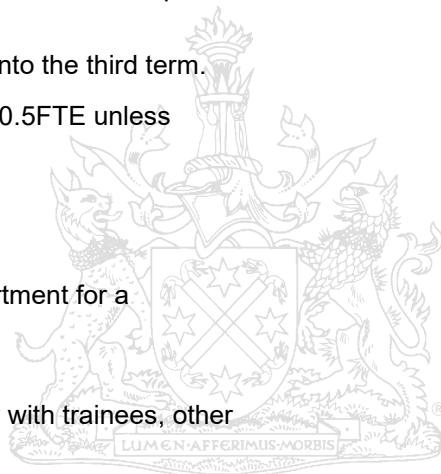 nto the third term.
0.5FTE unless
rtment for a
with trainees, other
LUMEN·AFFERIMUS·MORBIS
®